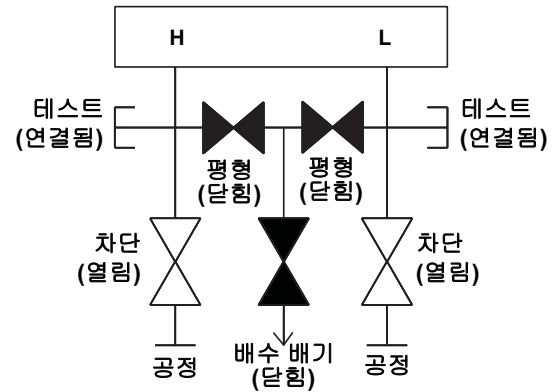 H
L
테스트
(연결됨)
테스트
(연결됨)
평형
(닫힘)
평형
(닫힘)
차단
(열림)
차단
(열림)
공정
배수 배기
(닫힘)
공정